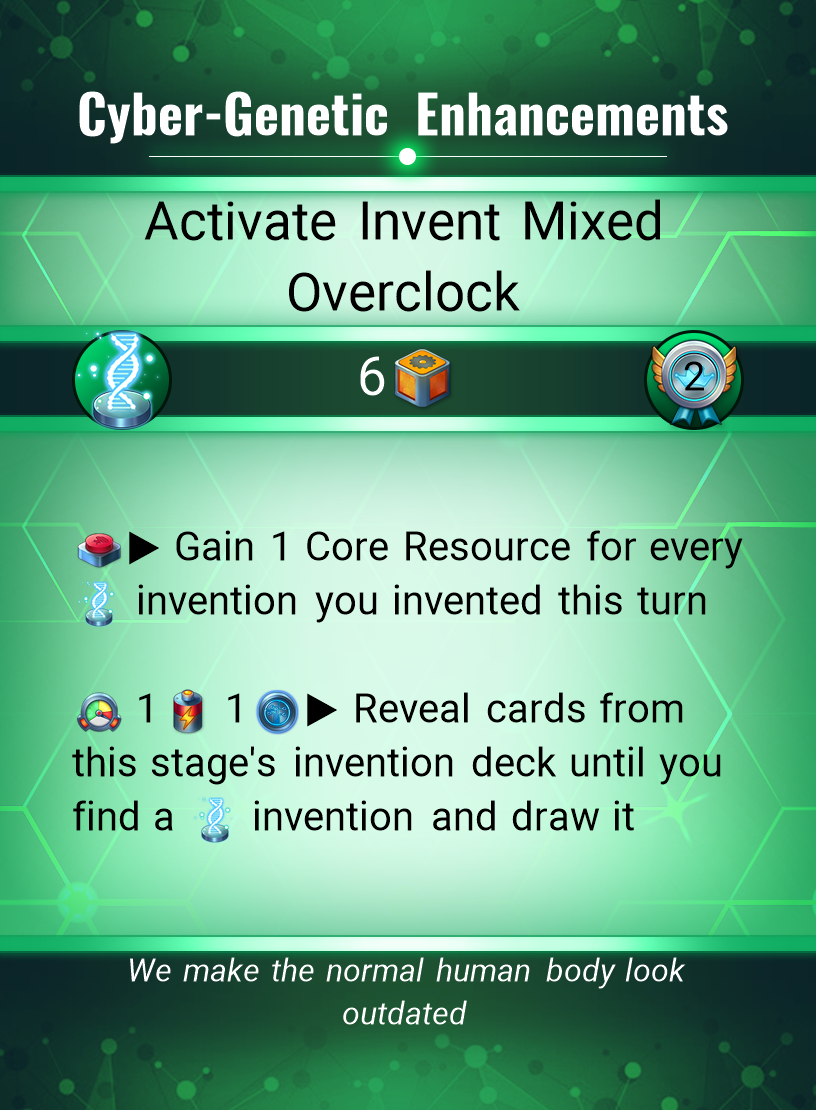 Cyber-Genetic Enhancements
Activate Invent Mixed
Overclock
6
2
▶ Gain 1 Core Resource for every
invention you invented this turn
1 1 ▶ Reveal cards from
this stage's invention deck until you
find a invention and draw it
We make the normal human body look
outdated